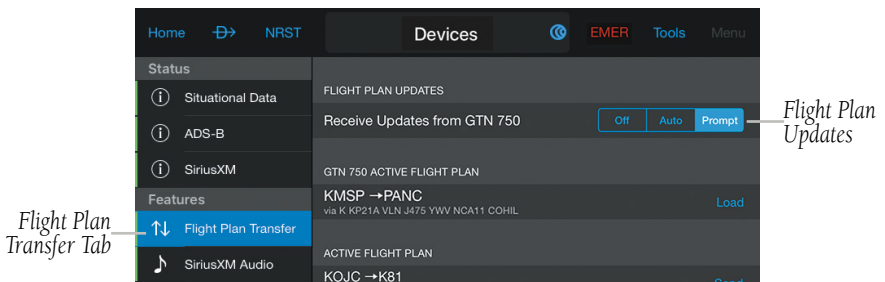 Home
NRST
Devices
EMER
Tools
Menu
Status
Situational Data
ADS-B
SiriusXM
Features
Flight Plan Transfer
SiriusXM Audio
FLIGHT PLAN UPDATES
Receive Updates from GTN 750
Off
Auto
Prompt
GTN 750 ACTIVE FLIGHT PLAN
KMSP →PANC
via K KP21A VLN J475 YWV NCA11 COHIL
Load
ACTIVE FLIGHT PLAN
KOJC →K81
Send
Flight Plan
Updates
Flight Plan
Transfer Tab